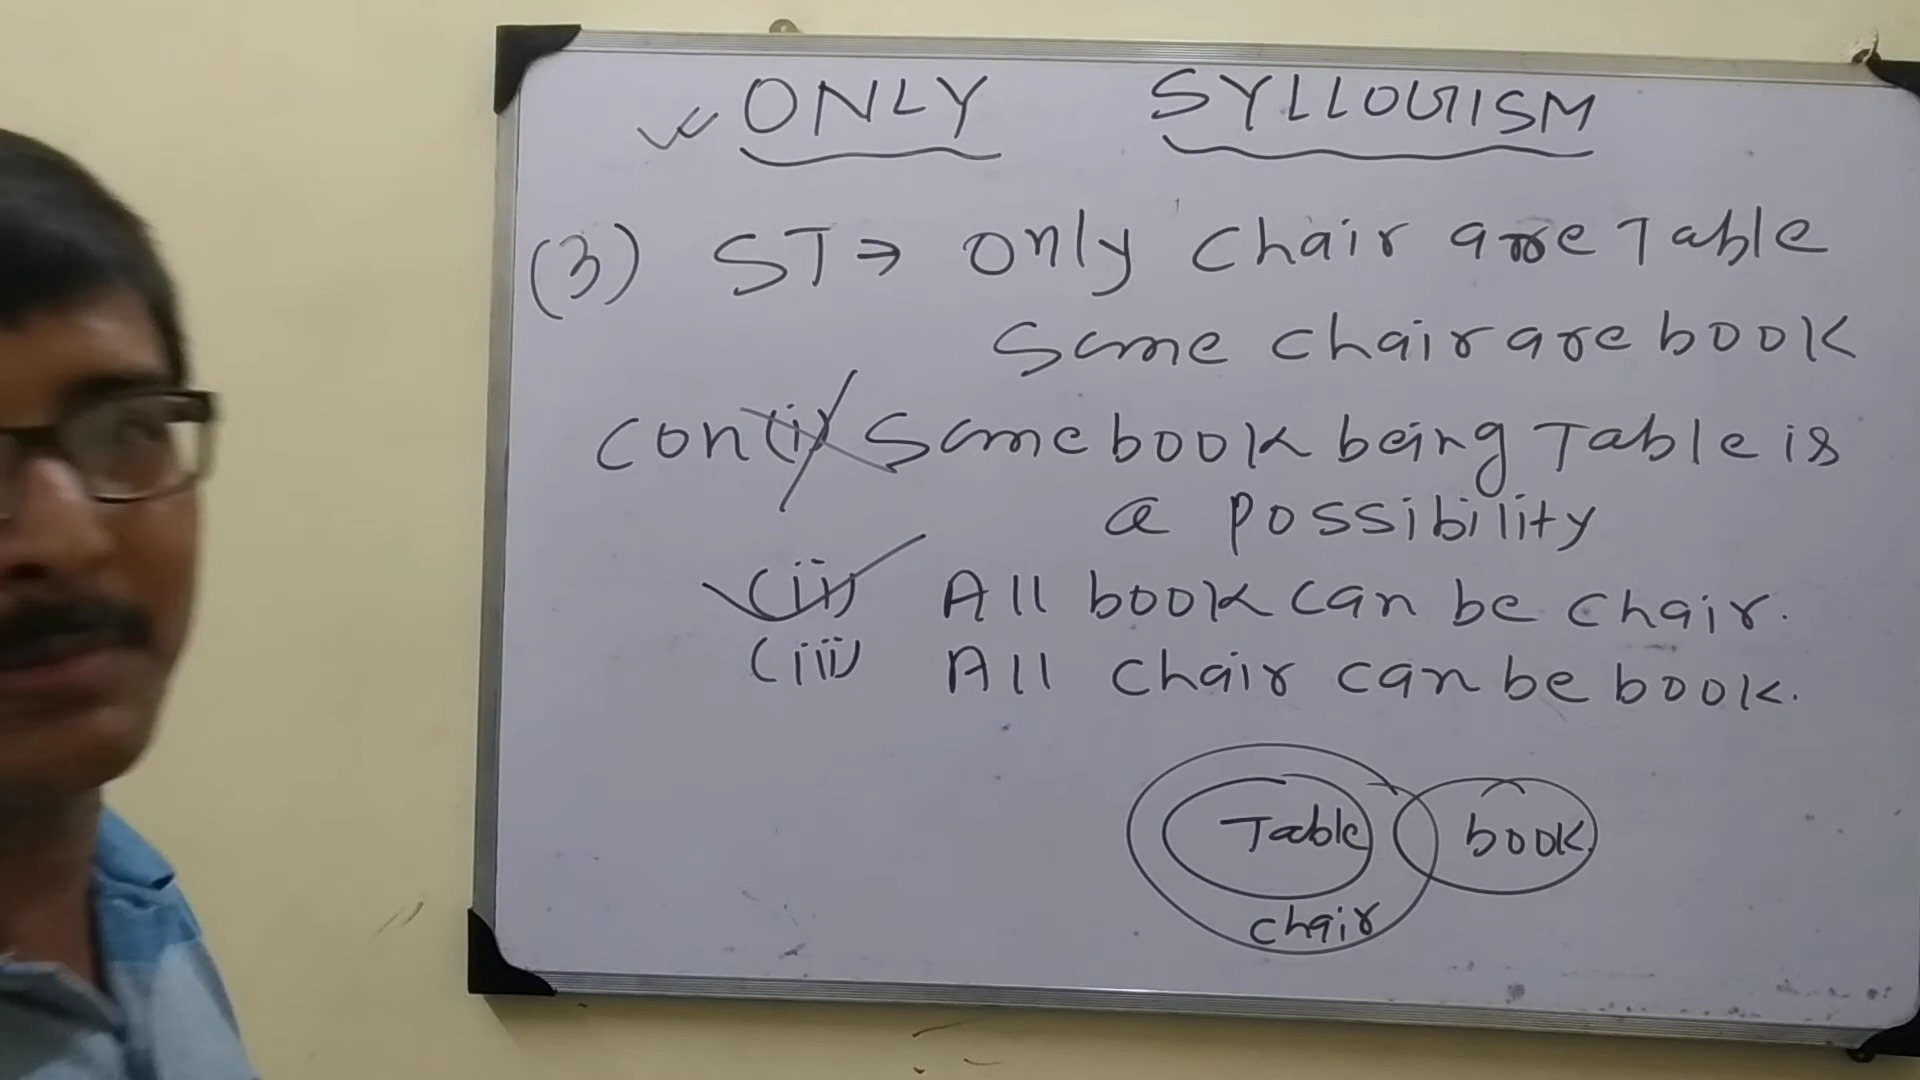 ONLY SYLLOGISM
(3) ST⇒ only chair are Table
Some chair are book
con(i) Some book being Table is
a possibility
(ii) All book can be chair.
(iii) All chair can be book.
Table book
chair